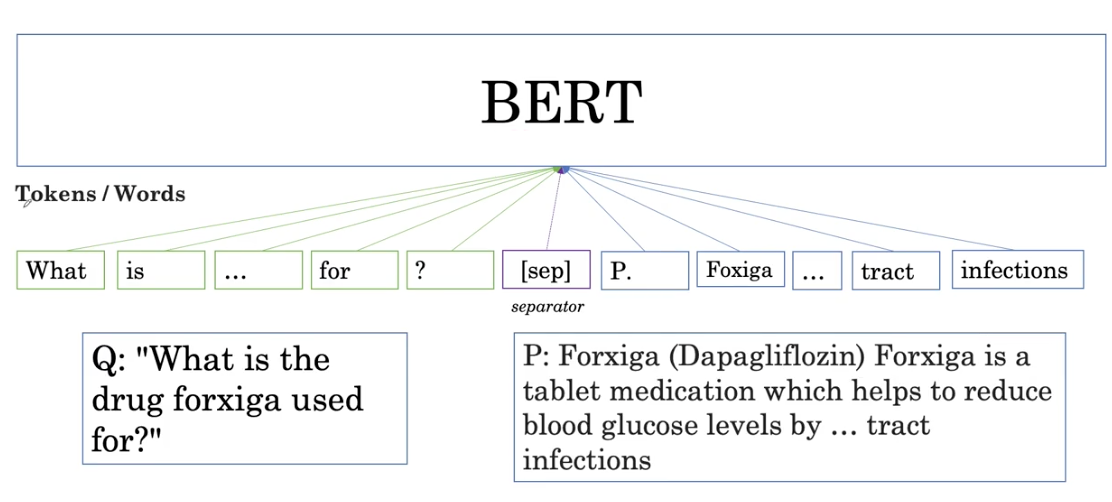 BERT
Tokens / Words
What is ... for ? [sep] P. Foxiga ... tract infections
separator
Q: "What is the
drug forxiga used
for?"
P: Forxiga (Dapagliflozin) Forxiga is a
tablet medication which helps to reduce
blood glucose levels by ... tract
infections